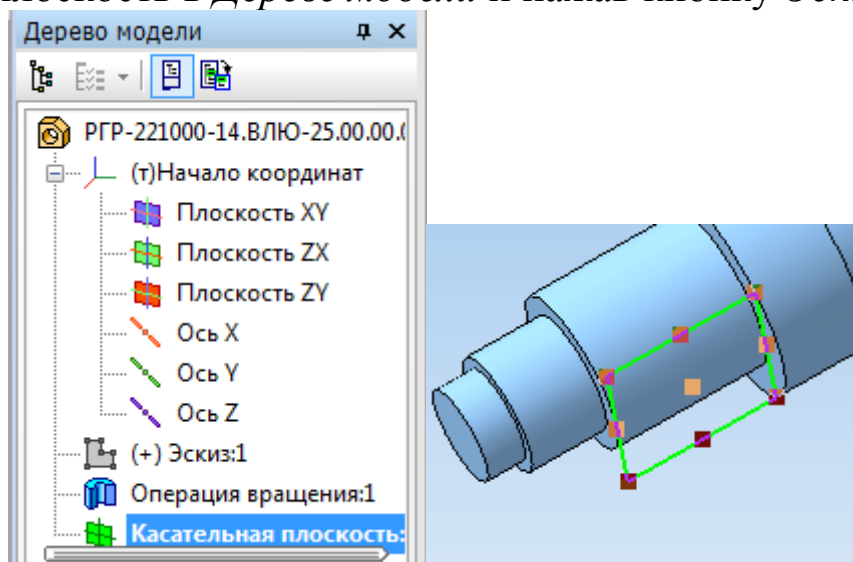 Дерево модели
РГР-221000-14.ВЛЮ-25.00.00.
(т)Начало координат
Плоскость XY
Плоскость ZX
Плоскость ZY
Ось X
Ось Y
Ось Z
(+) Эскиз:1
Операция вращения:1
Касательная плоскость: